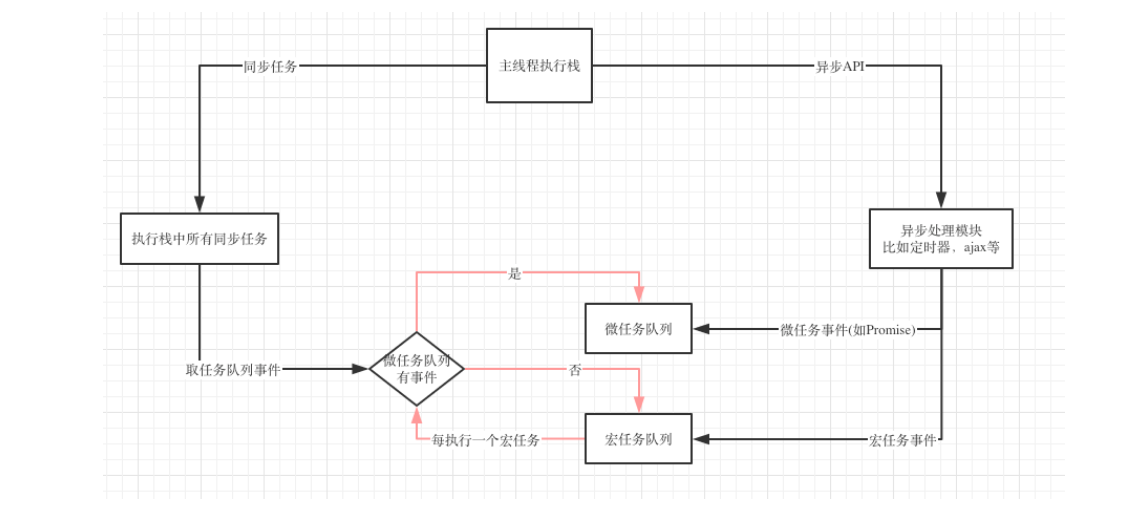 同步任务
主线程执行栈
异步API
执行栈中所有同步任务
异步处理模块
比如定时器，ajax等
是
微任务队列
微任务事件(如Promise)
取任务队列事件
微任务队列
有事件
否
每执行一个宏任务
宏任务队列
宏任务事件